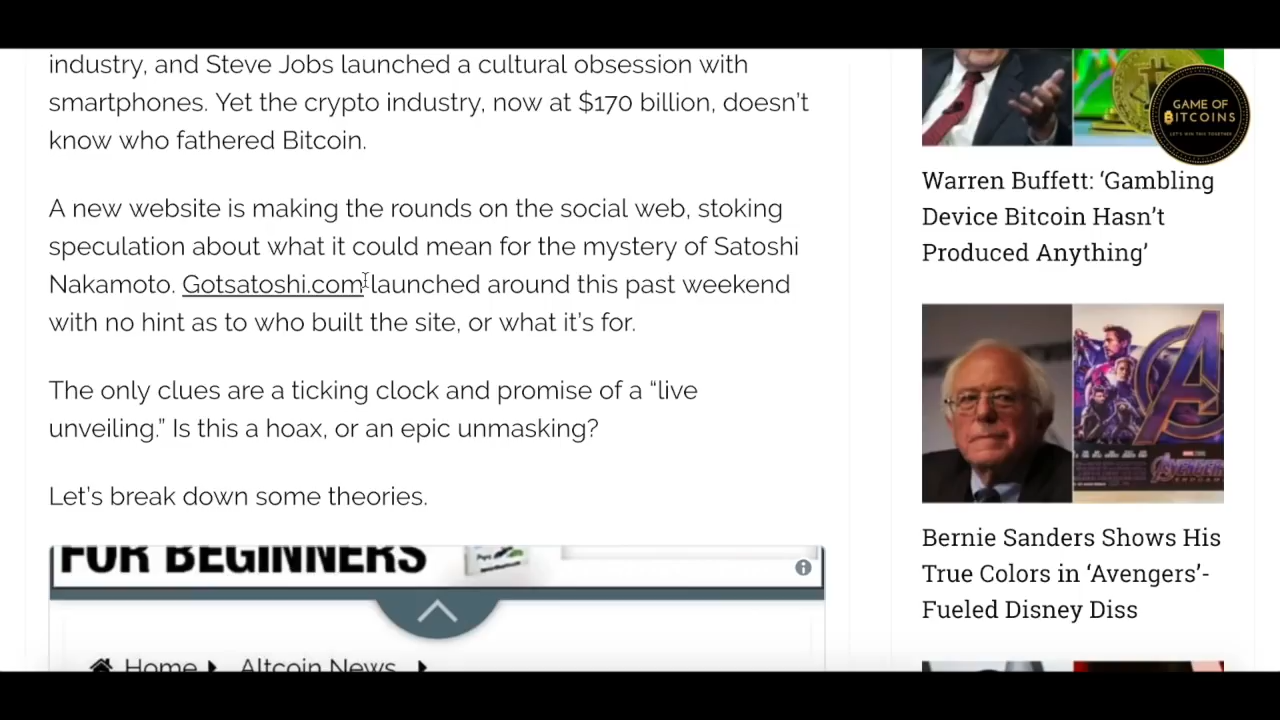 industry, and Steve Jobs launched a cultural obsession with
smartphones. Yet the crypto industry, now at $170 billion, doesn't
know who fathered Bitcoin.
A new website is making the rounds on the social web, stoking
speculation about what it could mean for the mystery of Satoshi
Nakamoto. Gotsatoshi.com launched around this past weekend
with no hint as to who built the site, or what it's for.
The only clues are a ticking clock and promise of a “live
unveiling.” Is this a hoax, or an epic unmasking?
Let's break down some theories.
FOR BEGINNERS
Home
Altcoin News
GAME OF
BITCOINS
LET'S WIN THIS TOGETHER
Warren Buffett: ‘Gambling
Device Bitcoin Hasn't
Produced Anything’
Bernie Sanders Shows His
True Colors in ‘Avengers’-
Fueled Disney Diss